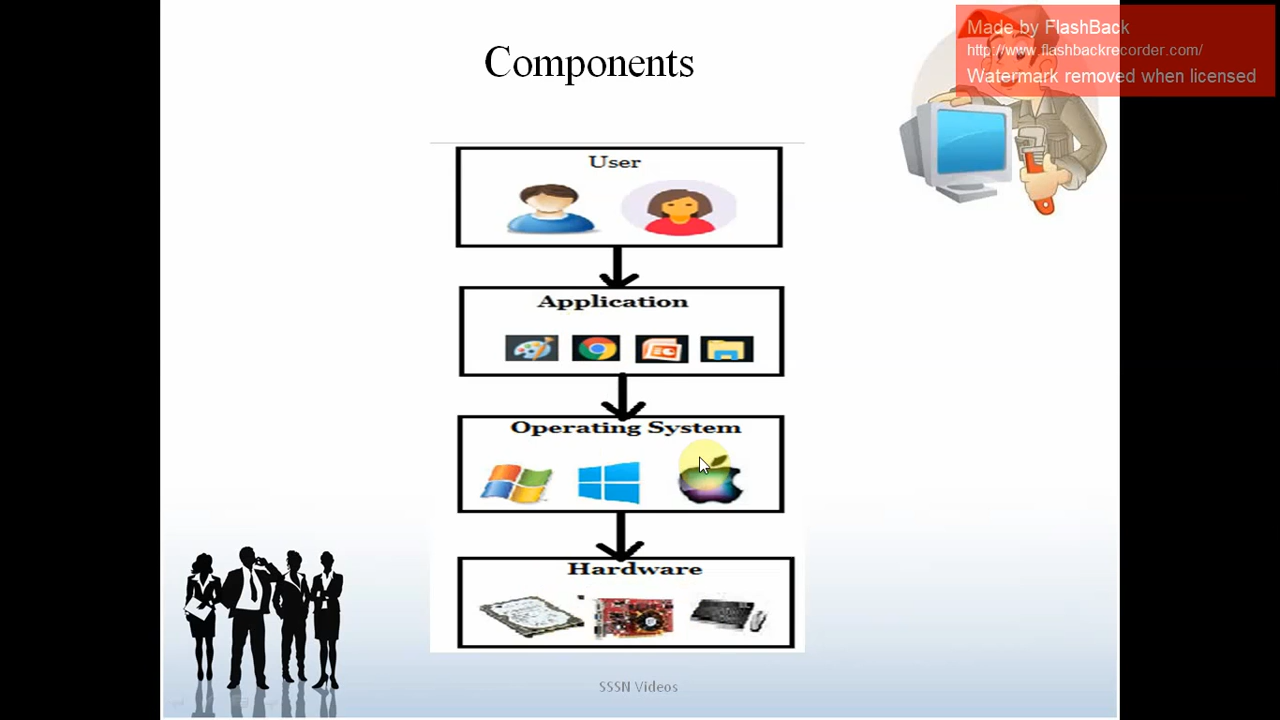 Components
Made by FlashBack
http://www.flashbackrecorder.com/
Watermark removed when licensed
User
Application
Operating System
Hardware
SSSN Videos